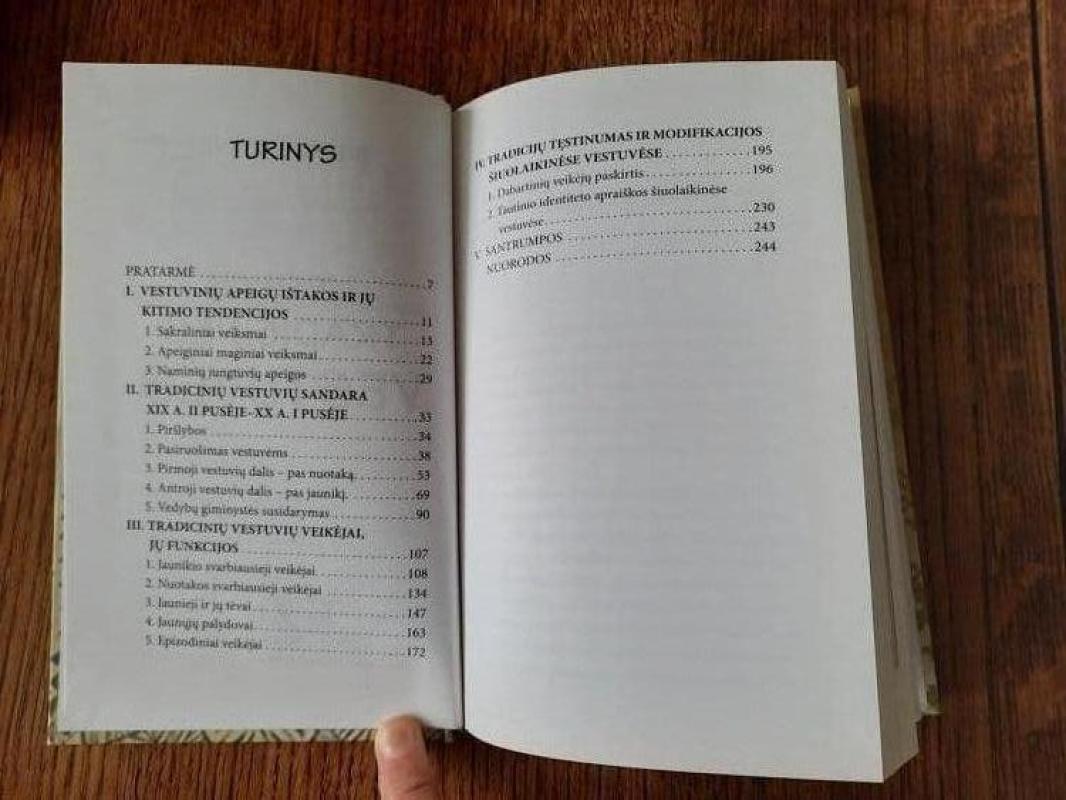 TURINYS
PRATARMĖ ........ 7
I. VESTUVINIŲ APEIGŲ IŠTAKOS IR JŲ
KITIMO TENDENCIJOS ........ 11
1. Sakraliniai veiksmai ........ 13
2. Apeiginiai maginiai veiksmai ........ 22
3. Naminių jungtuvių apeigos ........ 29
II. TRADICINIŲ VESTUVIŲ SANDARA
XIX A. II PUSĖJE–XX A. I PUSĖJE ........ 33
1. Piršlybos ........ 34
2. Pasiruošimas vestuvėms ........ 38
3. Pirmoji vestuvių dalis – pas nuotaką ........ 53
4. Antroji vestuvių dalis – pas jaunikį ........ 69
5. Vedybų giminystės susidarymas ........ 90
III. TRADICINIŲ VESTUVIŲ VEIKĖJAI,
JŲ FUNKCIJOS ........ 107
1. Jaunikio svarbiausieji veikėjai ........ 108
2. Nuotakos svarbiausieji veikėjai ........ 134
3. Jaunieji ir jų tėvai ........ 147
4. Jaunųjų palydovai ........ 163
5. Epizodiniai veikėjai ........ 172
IV. TRADICIJŲ TĘSTINUMAS IR MODIFIKACIJOS
ŠIUOLAIKINĖSE VESTUVĖSE ........ 195
1. Dabartinių veikėjų paskirtis ........ 196
2. Tautinio identiteto apraiškos šiuolaikinėse
vestuvėse ........ 230
V. SANTRUMPOS ........ 243
NUORODOS ........ 244